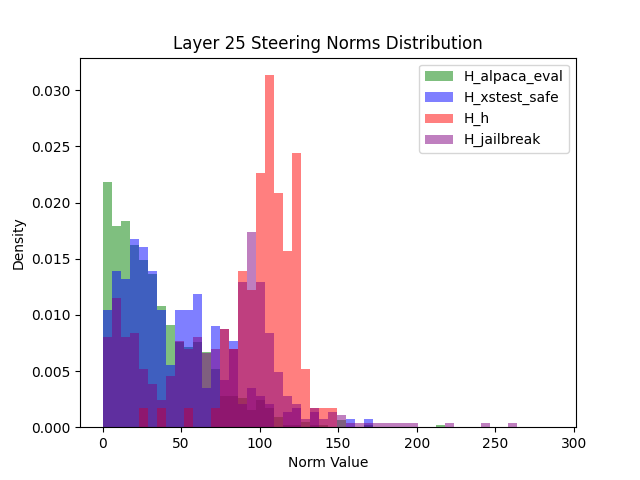 Layer 25 Steering Norms Distribution
H_alpaca_eval
H_xstest_safe
H_h
H_jailbreak
Density
0.030
0.025
0.020
0.015
0.010
0.005
0.000
0
50
100
150
200
250
300
Norm Value